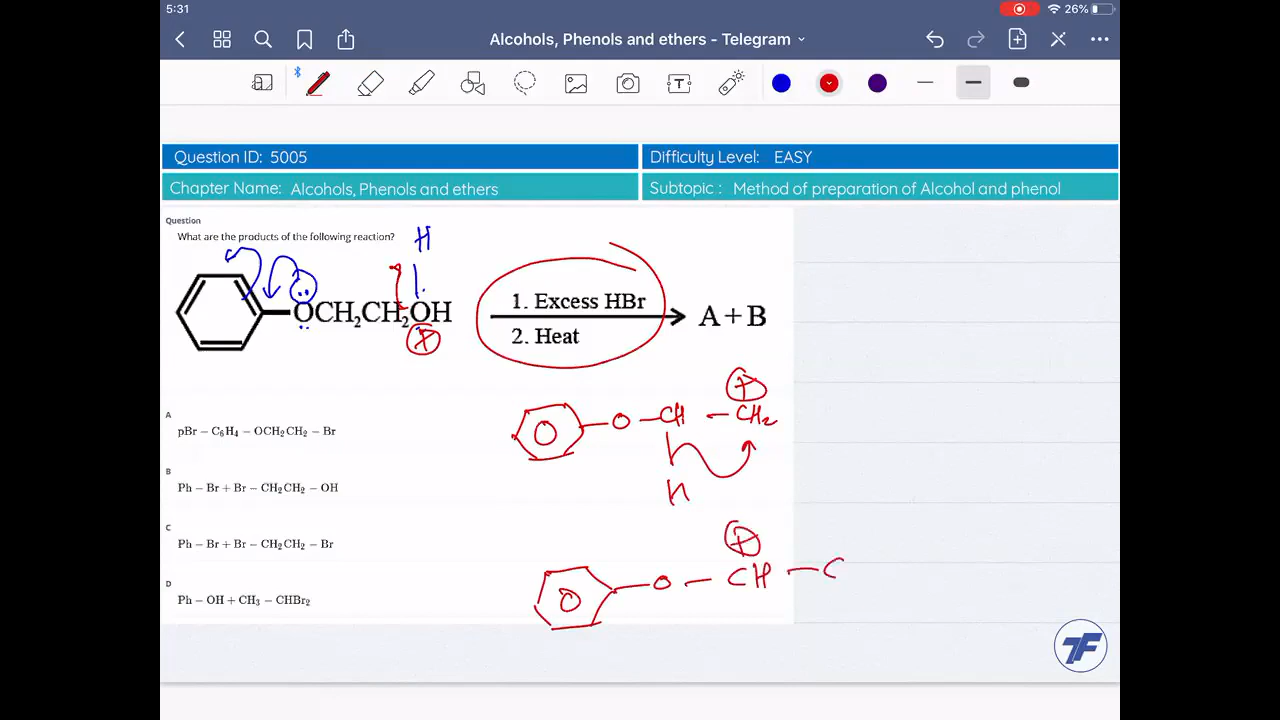 5:31
26%
Alcohols, Phenols and ethers - Telegram
T
Question ID: 5005
Difficulty Level: EASY
Chapter Name: Alcohols, Phenols and ethers
Subtopic : Method of preparation of Alcohol and phenol
Question
What are the products of the following reaction?
H
OCH₂CH₂OH
+
1. Excess HBr
2. Heat
A + B
A
pBr – C₆H₄ – OCH₂CH₂ – Br
B
Ph – Br + Br – CH₂CH₂ – OH
C
Ph – Br + Br – CH₂CH₂ – Br
D
Ph – OH + CH₃ – CHBr₂
+
O – CH – CH₂
H
+
O – CH – C